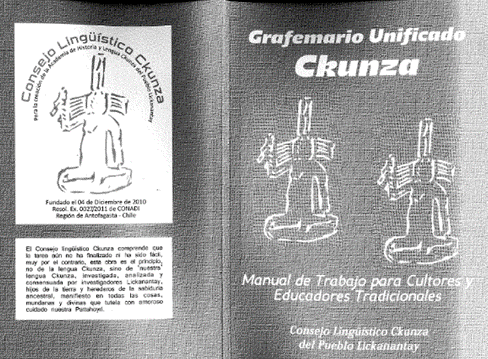 Consejo Lingüístico Ckunza
para la creación de la Academia de Historia y Lengua Ckunza del Pueblo Lickanantay
Fundado el 04 de Diciembre de 2010
Resol. Ex. 0027/2011 de CONADI
Región de Antofagasta - Chile
El Consejo lingüístico Ckunza comprende que
la tarea aún no ha finalizado ni ha sido fácil,
muy por el contrario, esta obra es el principio,
no de la lengua Ckunza, sino de "nuestra"
lengua Ckunza, investigada, analizada y
consensuada por investigadores Lickanantay,
hijos de la tierra y herederos de la sabiduría
ancestral, manifiesto en todas las cosas,
mundanas y divinas que tutela con amoroso
cuidado nuestra Pattahoyri.
Grafemario Unificado
Ckunza
Manual de Trabajo para Cultores y
Educadores Tradicionales
Consejo Lingüístico Ckunza
del Pueblo Lickanantay